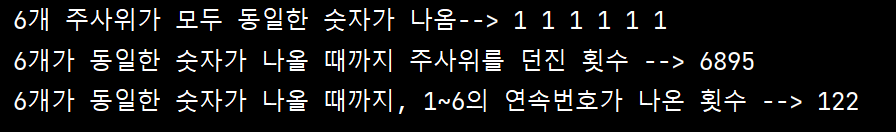 6개 주사위가 모두 동일한 숫자가 나옴--> 1 1 1 1 1 1
6개가 동일한 숫자가 나올 때까지 주사위를 던진 횟수 --> 6895
6개가 동일한 숫자가 나올 때까지, 1~6의 연속번호가 나온 횟수 --> 122